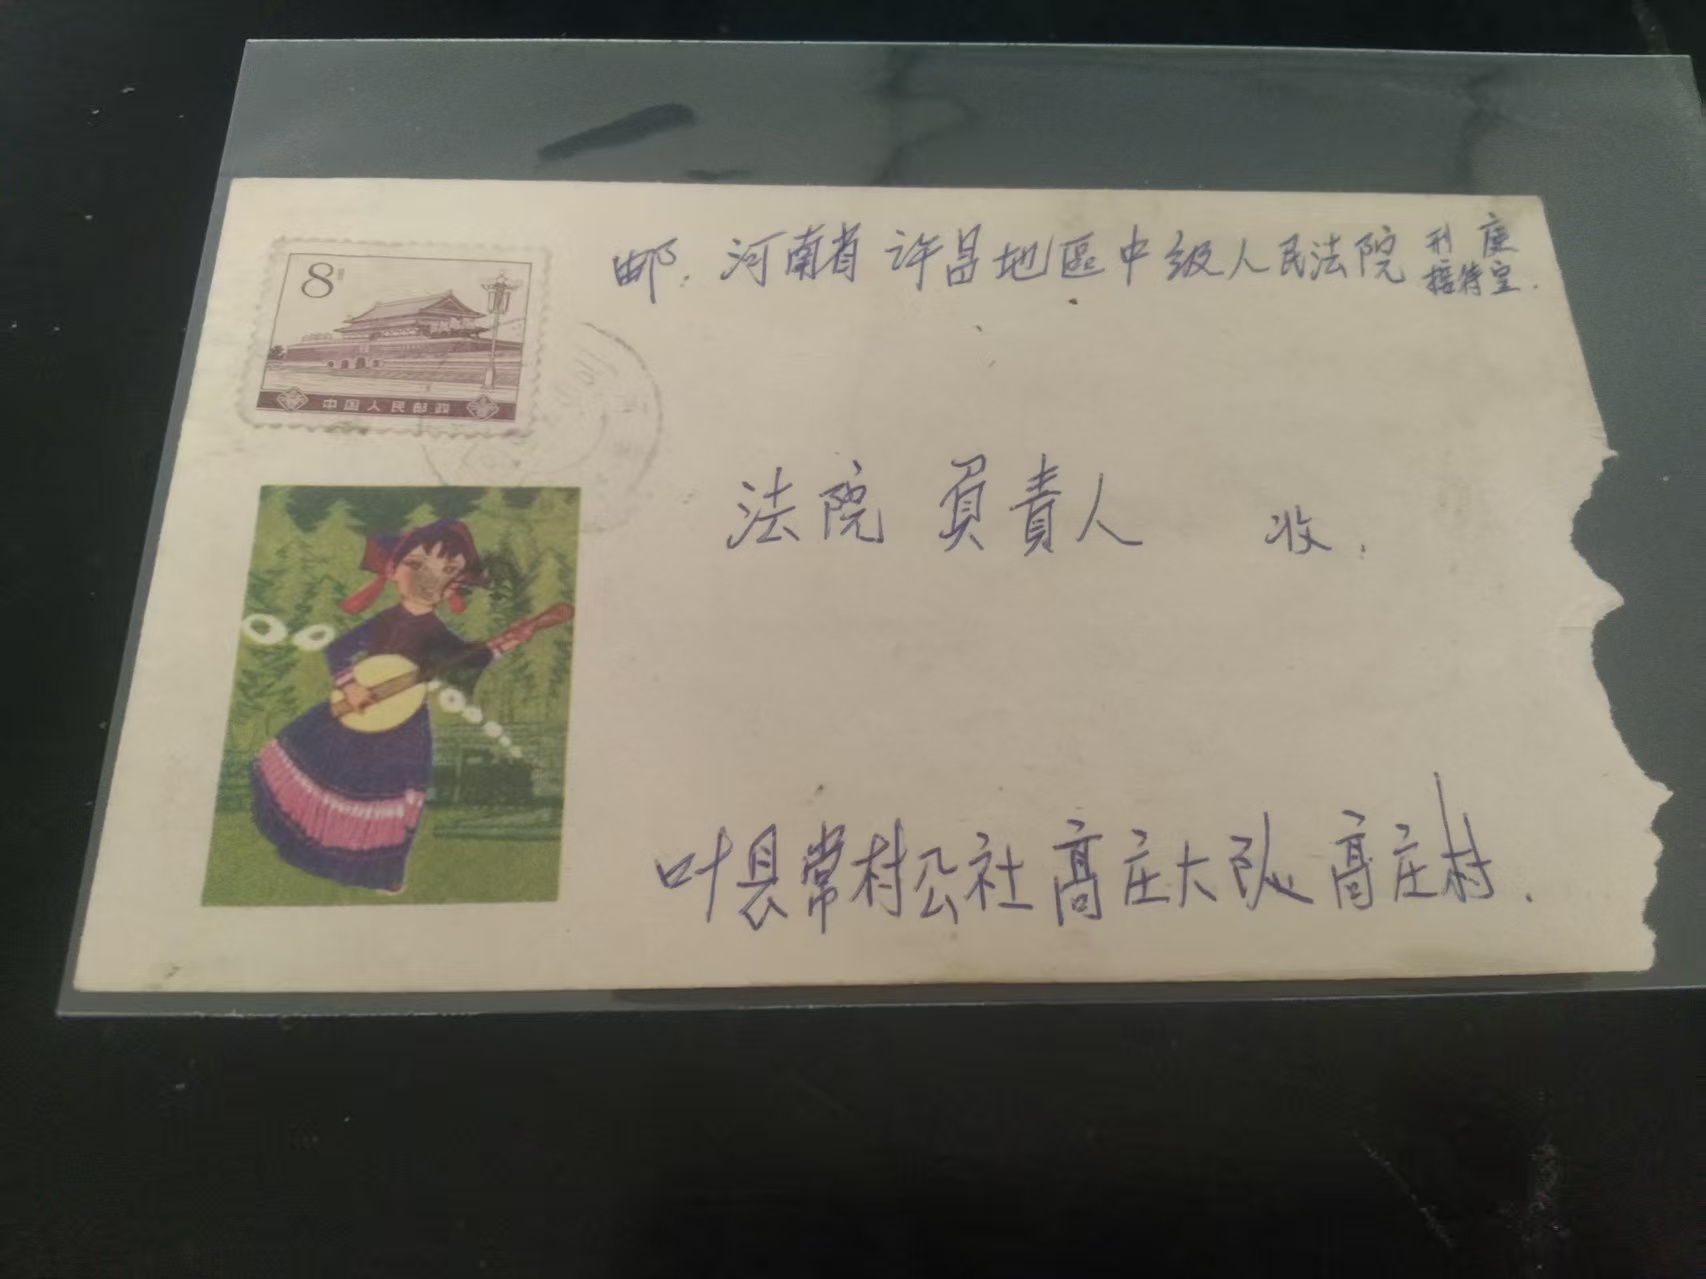 邮. 河南省许昌地區中级人民法院 刑庭
接待室.
8分
中国人民邮政
法院 負責人 收.
叶县常村公社高庄大队高庄村.